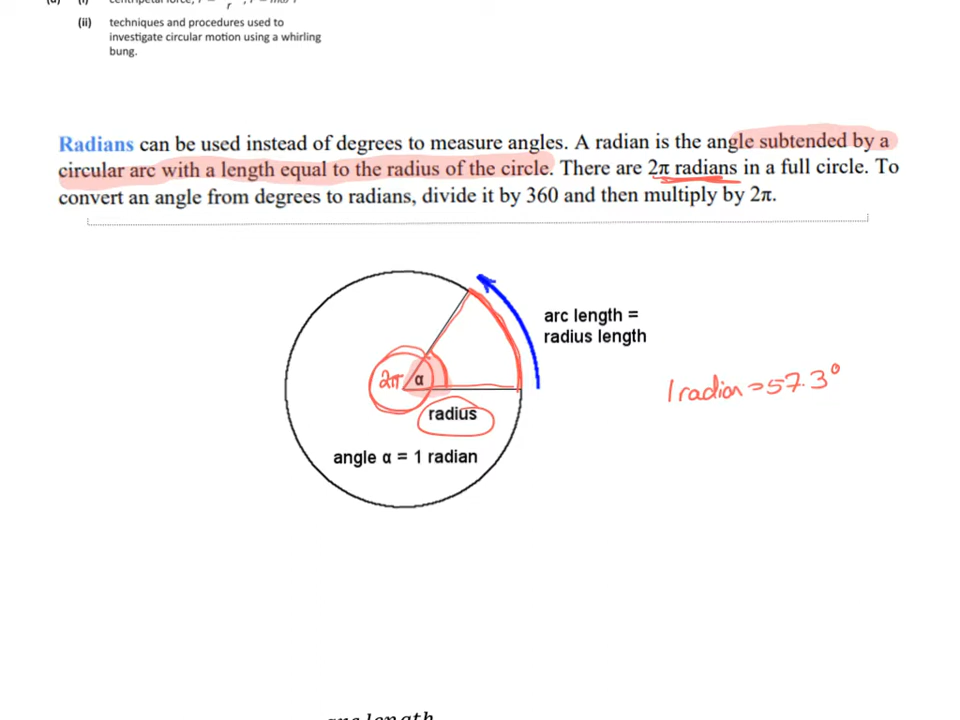 (ii) techniques and procedures used to
investigate circular motion using a whirling
bung.
Radians can be used instead of degrees to measure angles. A radian is the angle subtended by a
circular arc with a length equal to the radius of the circle. There are 2π radians in a full circle. To
convert an angle from degrees to radians, divide it by 360 and then multiply by 2π.
arc length =
radius length
2π α
1 radian = 57.3°
radius
angle α = 1 radian
arc length